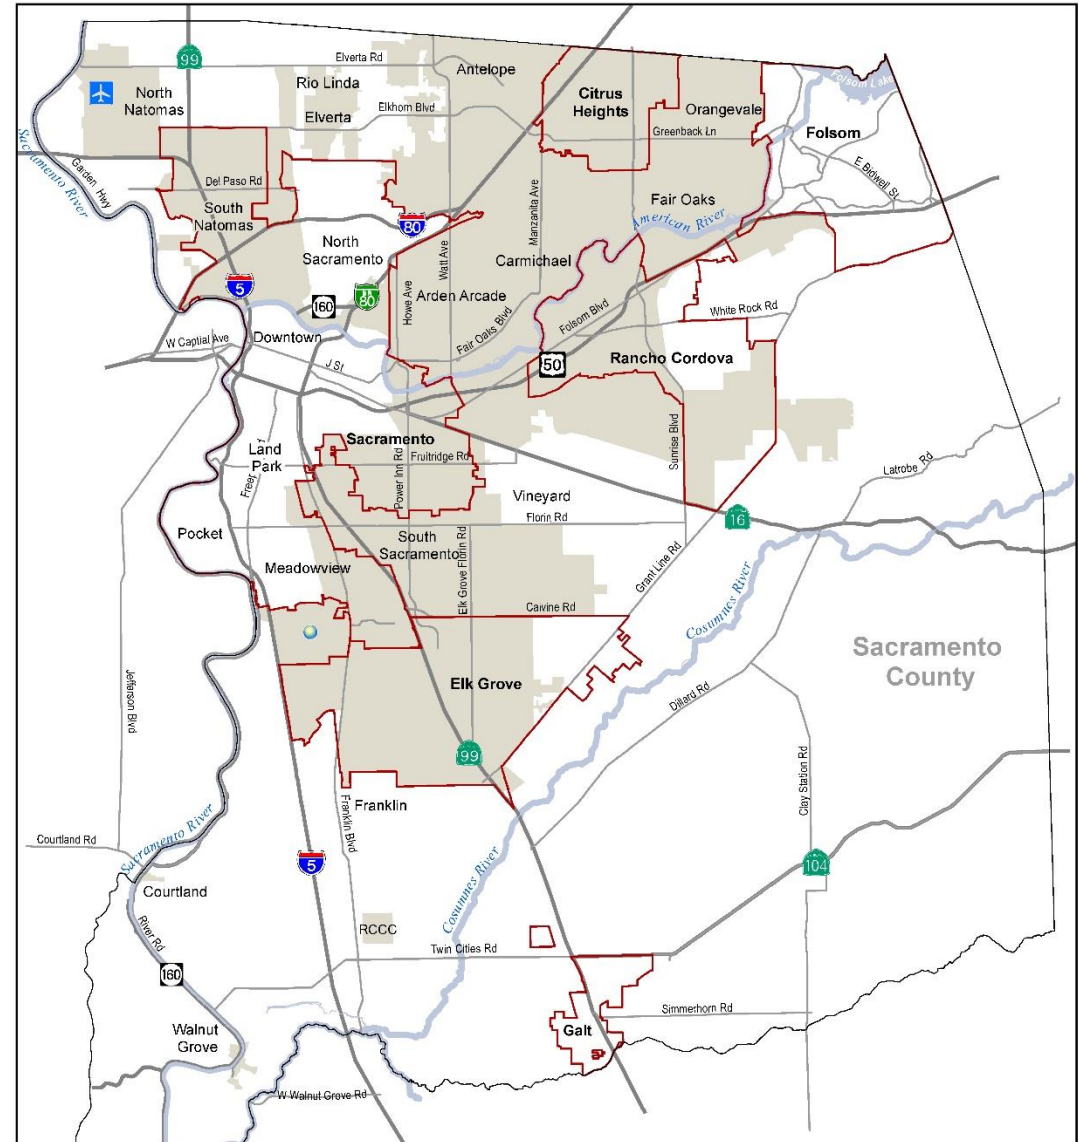 Elverta Rd
Antelope
99
Rio Linda
North
Natomas
Citrus
Heights
Orangevale
Folsom Lake
Elkhorn Blvd
Elverta
Greenback Ln
Folsom
Sacramento River
Garden Hwy
Del Paso Rd
E Bidwell St
South
Natomas
Manzanita Ave
Fair Oaks
American River
80
North
Sacramento
Watt Ave
Carmichael
5
80
160
Howe Ave
Arden Arcade
Fair Oaks Blvd
Folsom Blvd
White Rock Rd
W Captial Ave
Downtown
J St
50
Rancho Cordova
Sacramento
Land
Park
Fruitridge Rd
Power Inn Rd
Sunrise Blvd
Latrobe Rd
Vineyard
16
Florin Rd
Pocket
South
Sacramento
Elk Grove Florin Rd
Meadowview
Grant Line Rd
Cosumnes River
Calvine Rd
Sacramento
County
Jefferson Blvd
Elk Grove
Dillard Rd
99
Clay Station Rd
Franklin
Franklin Blvd
Sacramento River
Courtland Rd
5
104
Courtland
Cosumnes River
River Rd
RCCC
Twin Cities Rd
160
Simmerhorn Rd
Galt
Walnut
Grove
W Walnut Grove Rd